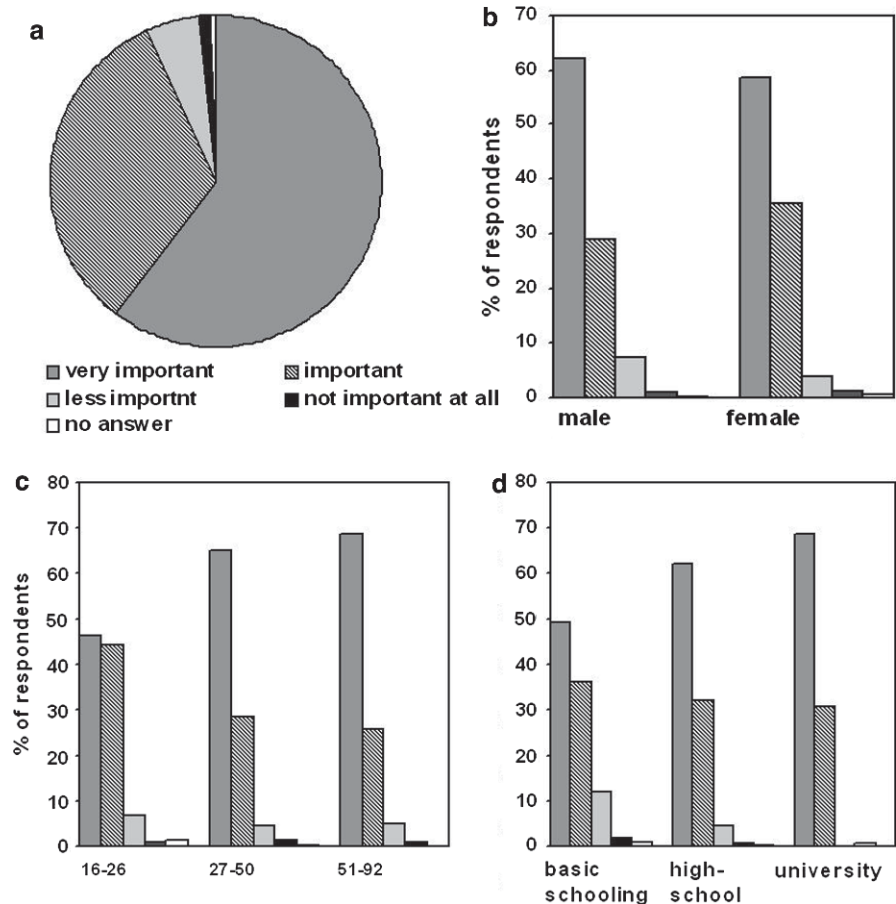 a
very important
important
less importnt
not important at all
no answer
b
% of respondents
70
60
50
40
30
20
10
0
male
female
c
% of respondents
80
70
60
50
40
30
20
10
0
16-26
27-50
51-92
d
80
70
60
50
40
30
20
10
0
basic
schooling
high-
school
university